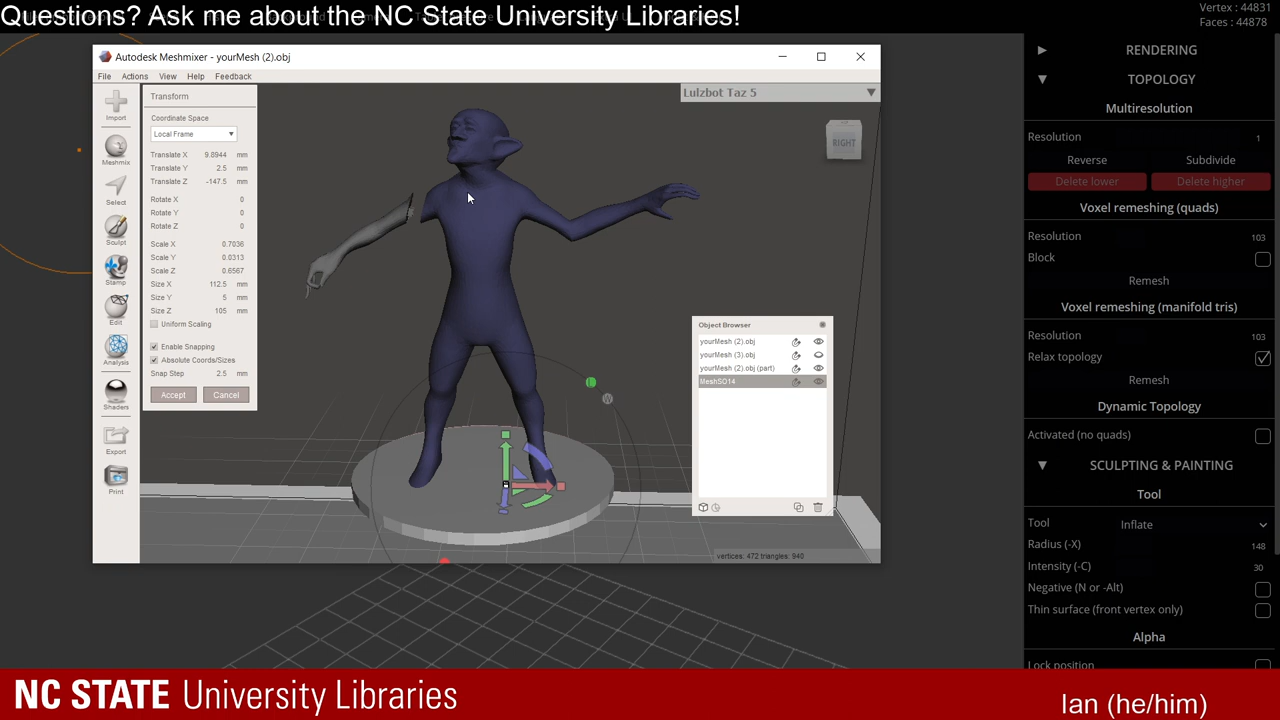 Questions? Ask me about the NC State University Libraries!
Vertex : 44831
Faces : 44878
Autodesk Meshmixer - yourMesh (2).obj
File Actions View Help Feedback
Import
Meshmix
Select
Sculpt
Stamp
Edit
Analysis
Shaders
Export
Print
Transform
Coordinate Space
Local Frame
Translate X 9.8944 mm
Translate Y 2.5 mm
Translate Z -147.5 mm
Rotate X 0
Rotate Y 0
Rotate Z 0
Scale X 0.7036
Scale Y 0.0313
Scale Z 0.6567
Size X 112.5 mm
Size Y 5 mm
Size Z 105 mm
Uniform Scaling
Enable Snapping
Absolute Coords/Sizes
Snap Step 2.5 mm
Accept Cancel
Lulzbot Taz 5
RIGHT
W
Object Browser
yourMesh (2).obj
yourMesh (3).obj
yourMesh (2).obj (part)
MeshSO14
vertices: 472 triangles: 940
RENDERING
TOPOLOGY
Multiresolution
Resolution 1
Reverse Subdivide
Delete lower Delete higher
Voxel remeshing (quads)
Resolution 103
Block
Remesh
Voxel remeshing (manifold tris)
Resolution 103
Relax topology
Remesh
Dynamic Topology
Activated (no quads)
SCULPTING & PAINTING
Tool
Tool Inflate
Radius (-X) 148
Intensity (-C) 30
Negative (N or -Alt)
Thin surface (front vertex only)
Alpha
Lock position
NC STATE University Libraries
Ian (he/him)